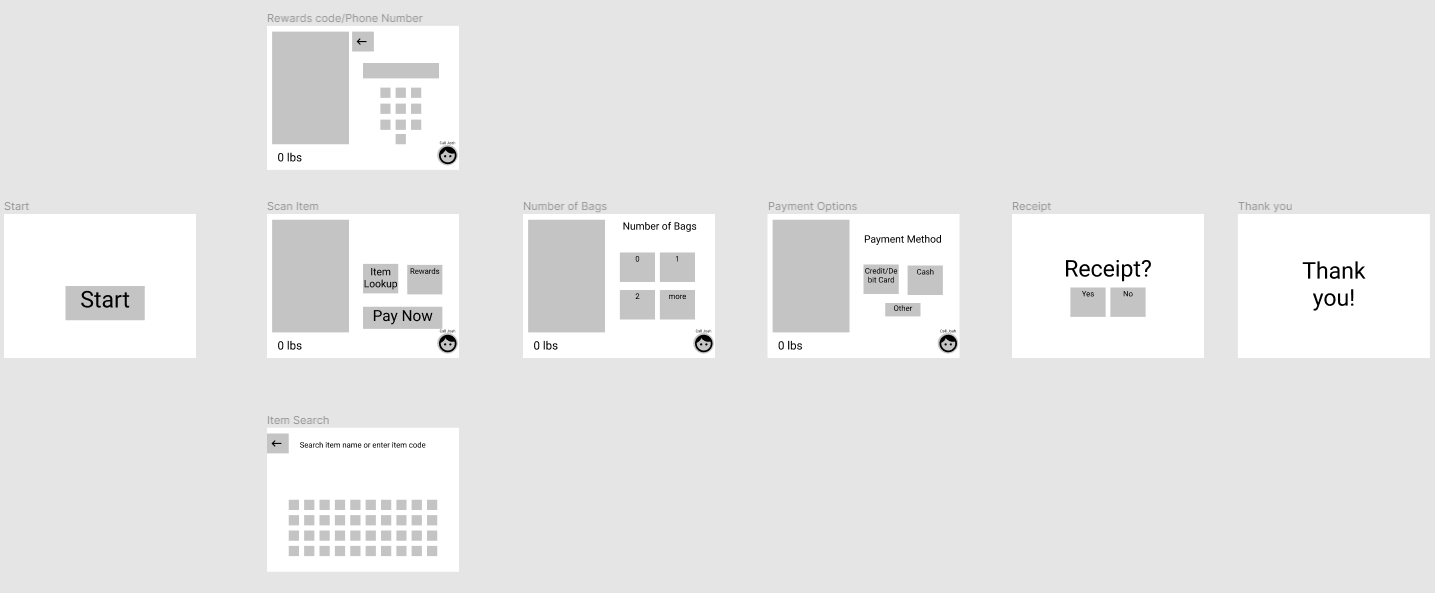 Rewards code/Phone Number
←
Call Josh
0 lbs
Start
Start
Scan Item
Item
Lookup
Rewards
Pay Now
Call Josh
0 lbs
Number of Bags
Number of Bags
0
1
2
more
Call Josh
0 lbs
Payment Options
Payment Method
Credit/De
bit Card
Cash
Other
Call Josh
0 lbs
Receipt
Receipt?
Yes
No
Thank you
Thank
you!
Item Search
←
Search item name or enter item code